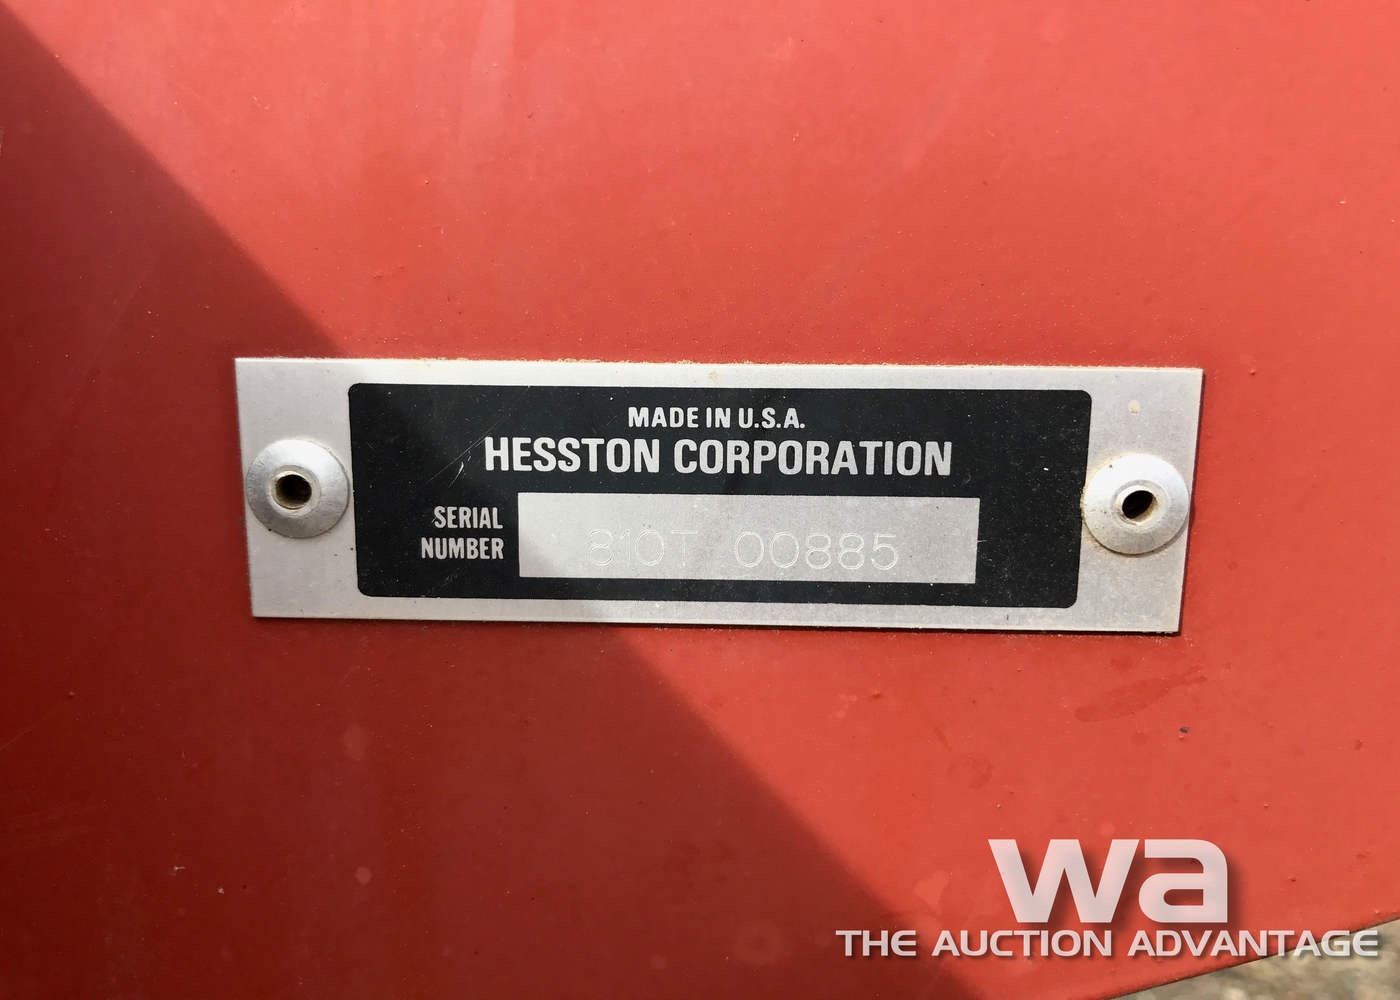 MADE IN U.S.A.
HESSTON CORPORATION
SERIAL
NUMBER
810T 00885
wa
THE AUCTION ADVANTAGE